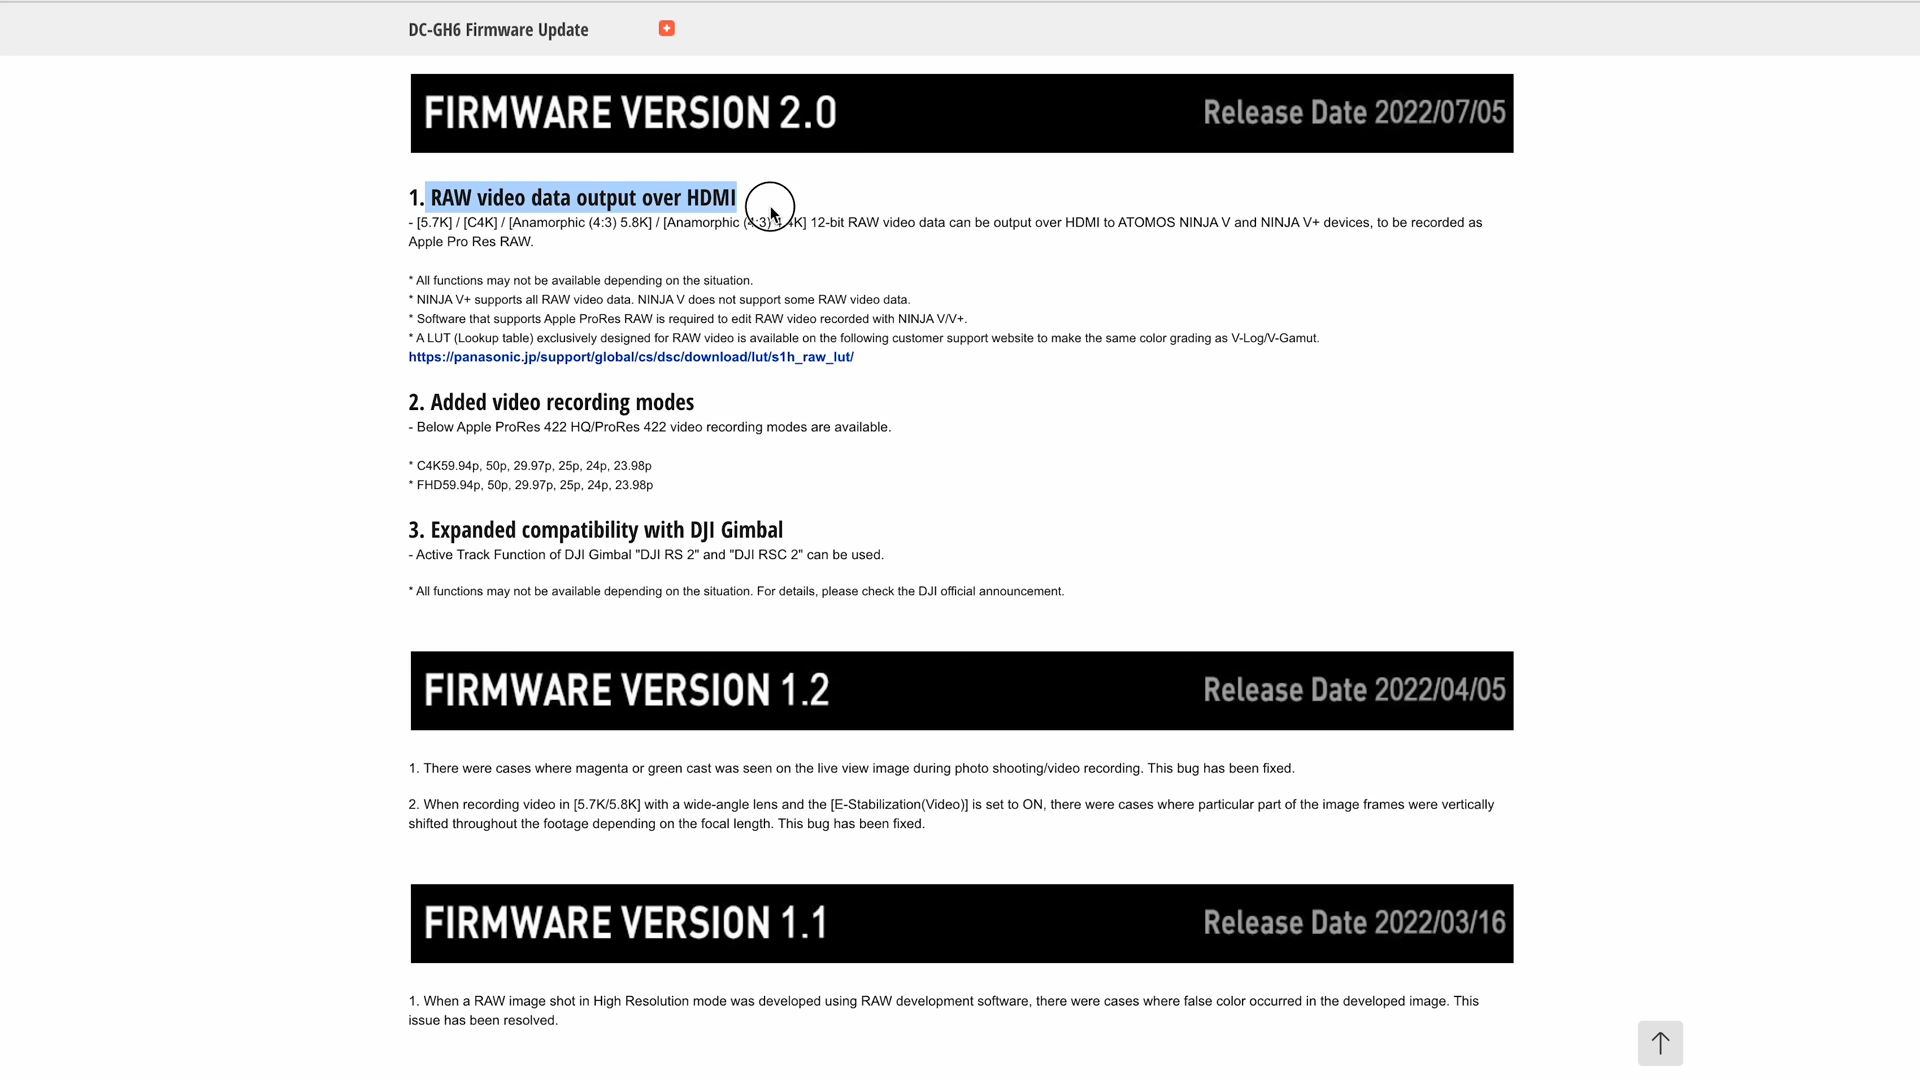 DC-GH6 Firmware Update
FIRMWARE VERSION 2.0
Release Date 2022/07/05
1. RAW video data output over HDMI
- [5.7K] / [C4K] / [Anamorphic (4:3) 5.8K] / [Anamorphic (4:3) 4.4K] 12-bit RAW video data can be output over HDMI to ATOMOS NINJA V and NINJA V+ devices, to be recorded as
Apple Pro Res RAW.
* All functions may not be available depending on the situation.
* NINJA V+ supports all RAW video data. NINJA V does not support some RAW video data.
* Software that supports Apple ProRes RAW is required to edit RAW video recorded with NINJA V/V+.
* A LUT (Lookup table) exclusively designed for RAW video is available on the following customer support website to make the same color grading as V-Log/V-Gamut.
https://panasonic.jp/support/global/cs/dsc/download/lut/s1h_raw_lut/
2. Added video recording modes
- Below Apple ProRes 422 HQ/ProRes 422 video recording modes are available.
* C4K59.94p, 50p, 29.97p, 25p, 24p, 23.98p
* FHD59.94p, 50p, 29.97p, 25p, 24p, 23.98p
3. Expanded compatibility with DJI Gimbal
- Active Track Function of DJI Gimbal "DJI RS 2" and "DJI RSC 2" can be used.
* All functions may not be available depending on the situation. For details, please check the DJI official announcement.
FIRMWARE VERSION 1.2
Release Date 2022/04/05
1. There were cases where magenta or green cast was seen on the live view image during photo shooting/video recording. This bug has been fixed.
2. When recording video in [5.7K/5.8K] with a wide-angle lens and the [E-Stabilization(Video)] is set to ON, there were cases where particular part of the image frames were vertically
shifted throughout the footage depending on the focal length. This bug has been fixed.
FIRMWARE VERSION 1.1
Release Date 2022/03/16
1. When a RAW image shot in High Resolution mode was developed using RAW development software, there were cases where false color occurred in the developed image. This
issue has been resolved.